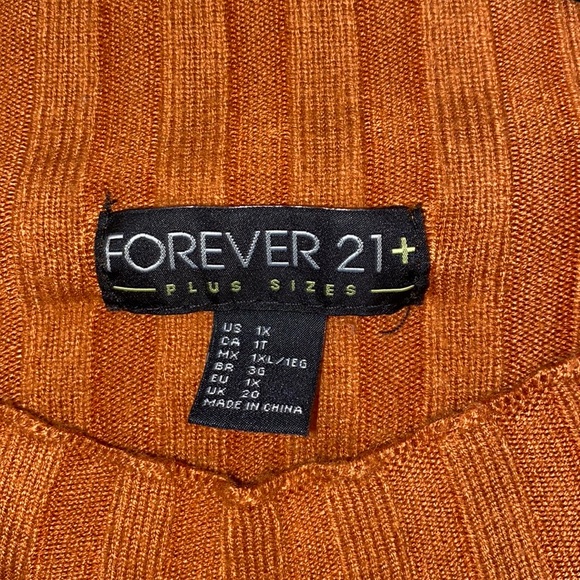 FOREVER 21+
PLUS SIZES
US 1X
CA 1T
MX 1XL/1EG
BR 3G
EU 1X
UK 20
MADE IN CHINA